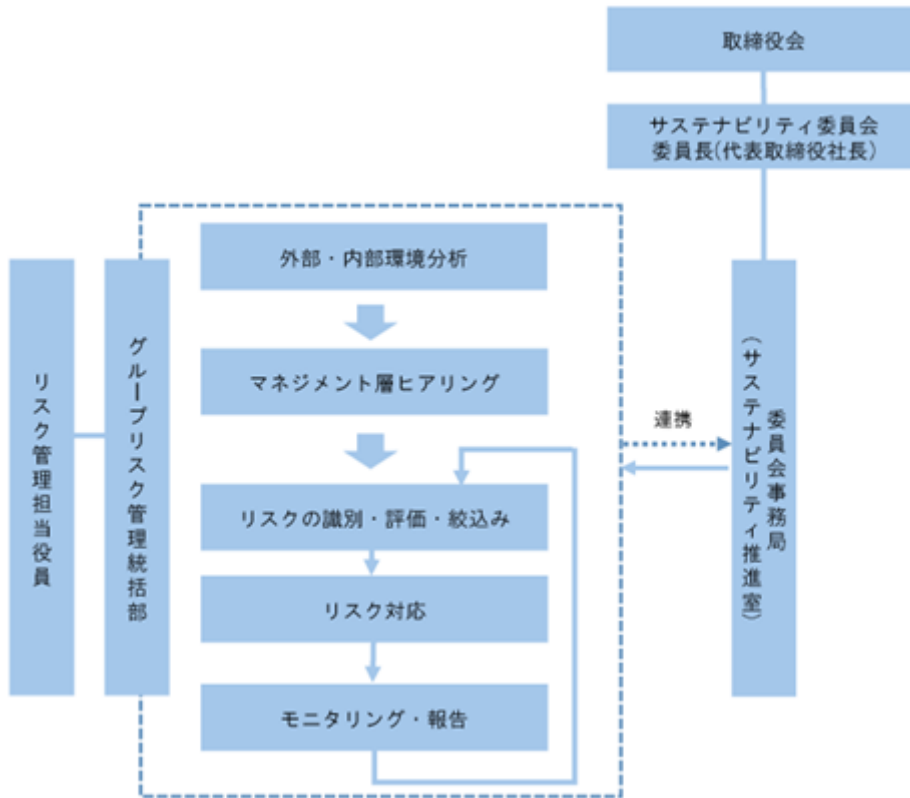 取締役会
サステナビリティ委員会
委員長(代表取締役社長)
外部・内部環境分析
マネジメント層ヒアリング
リスクの識別・評価・絞込み
リスク対応
モニタリング・報告
リスク管理担当役員
グループリスク管理統括部
連携
委員会事務局
(サステナビリティ推進室)